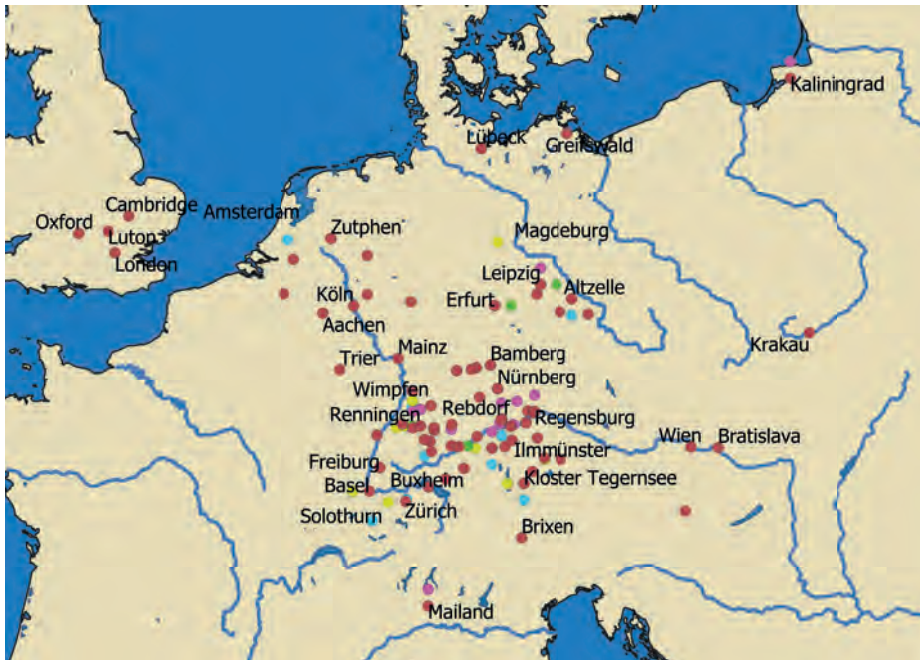 Kaliningrad
Lübeck
Greifswald
Cambridge
Oxford
Luton
London
Amsterdam
Zutphen
Magdeburg
Leipzig
Altzelle
Köln
Erfurt
Aachen
Krakau
Trier
Mainz
Bamberg
Nürnberg
Wimpfen
Renningen
Rebdorf
Regensburg
Wien
Bratislava
Freiburg
Ilmmünster
Basel
Buxheim
Kloster Tegernsee
Solothurn
Zürich
Brixen
Mailand